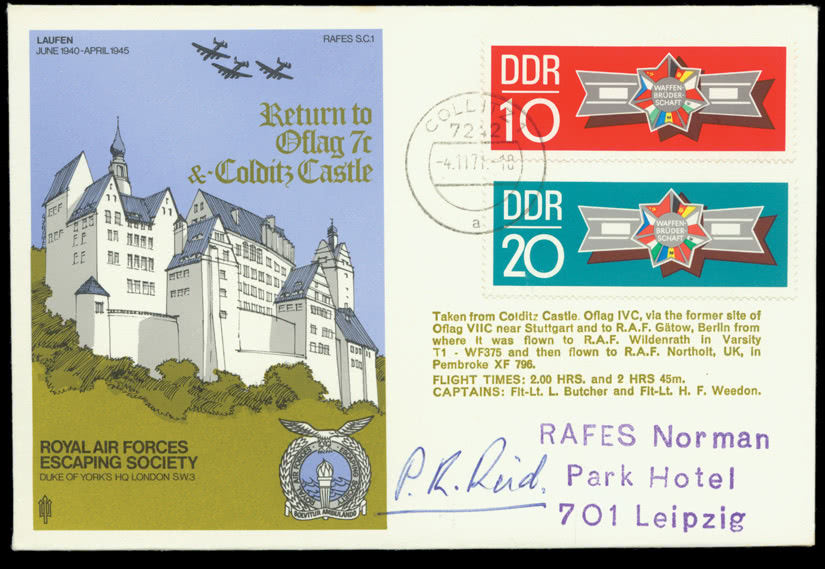 LAUFEN
JUNE 1940-APRIL 1945
RAFES S.C.1
Return to
Oflag 7c
& Colditz Castle
ROYAL AIR FORCES
ESCAPING SOCIETY
DUKE OF YORK'S HQ LONDON S.W.3
SOLVITUR AMBULANDO
COLDITZ
7242
-4.11.71.-18
a
DDR
10
WAFFEN-
BRÜDER-
SCHAFT
DDR
20
WAFFEN-
BRÜDER-
SCHAFT
Taken from Colditz Castle. Oflag IVC, via the former site of
Oflag VIIC near Stuttgart and to R.A.F. Gätow, Berlin from
where it was flown to R.A.F. Wildenrath in Varsity
T1 - WF375 and then flown to R.A.F. Northolt, UK, in
Pembroke XF 796.
FLIGHT TIMES: 2.00 HRS. and 2 HRS 45m.
CAPTAINS: Flt-Lt. L. Butcher and Flt-Lt. H. F. Weedon.
P. R. Reid.
RAFES Norman
Park Hotel
701 Leipzig